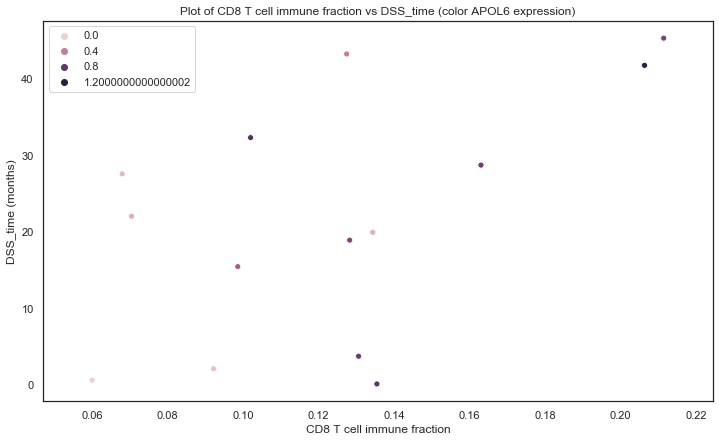 Plot of CD8 T cell immune fraction vs DSS_time (color APOL6 expression)
0.0
0.4
0.8
1.2000000000000002
40
30
20
10
0
DSS_time (months)
0.06 0.08 0.10 0.12 0.14 0.16 0.18 0.20 0.22
CD8 T cell immune fraction